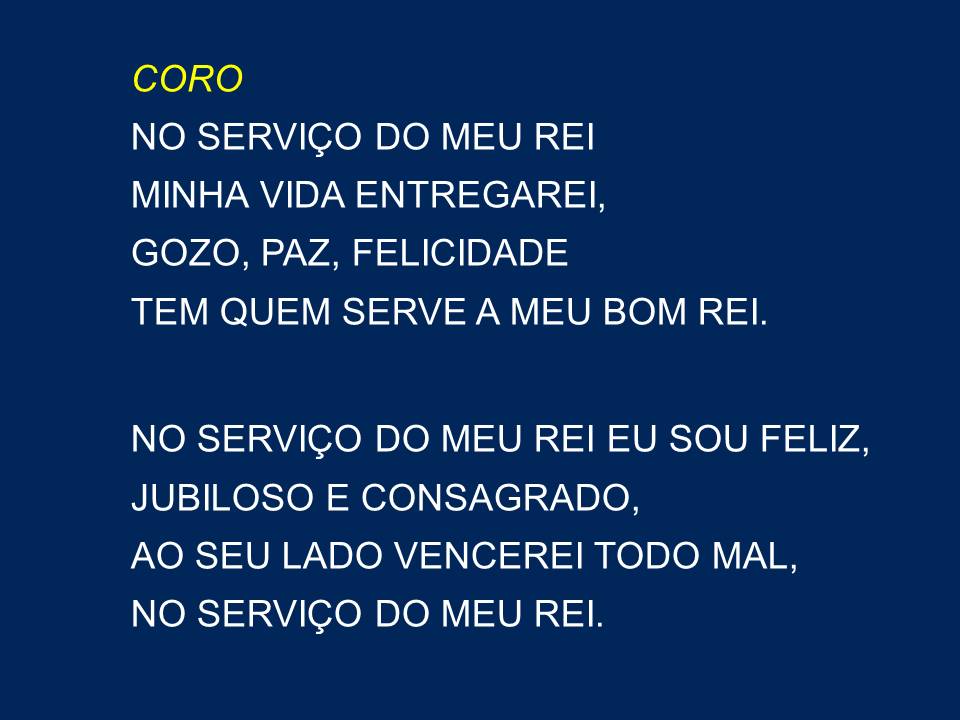 CORO
NO SERVIÇO DO MEU REI
MINHA VIDA ENTREGAREI,
GOZO, PAZ, FELICIDADE
TEM QUEM SERVE A MEU BOM REI.
NO SERVIÇO DO MEU REI EU SOU FELIZ,
JUBILOSO E CONSAGRADO,
AO SEU LADO VENCEREI TODO MAL,
NO SERVIÇO DO MEU REI.